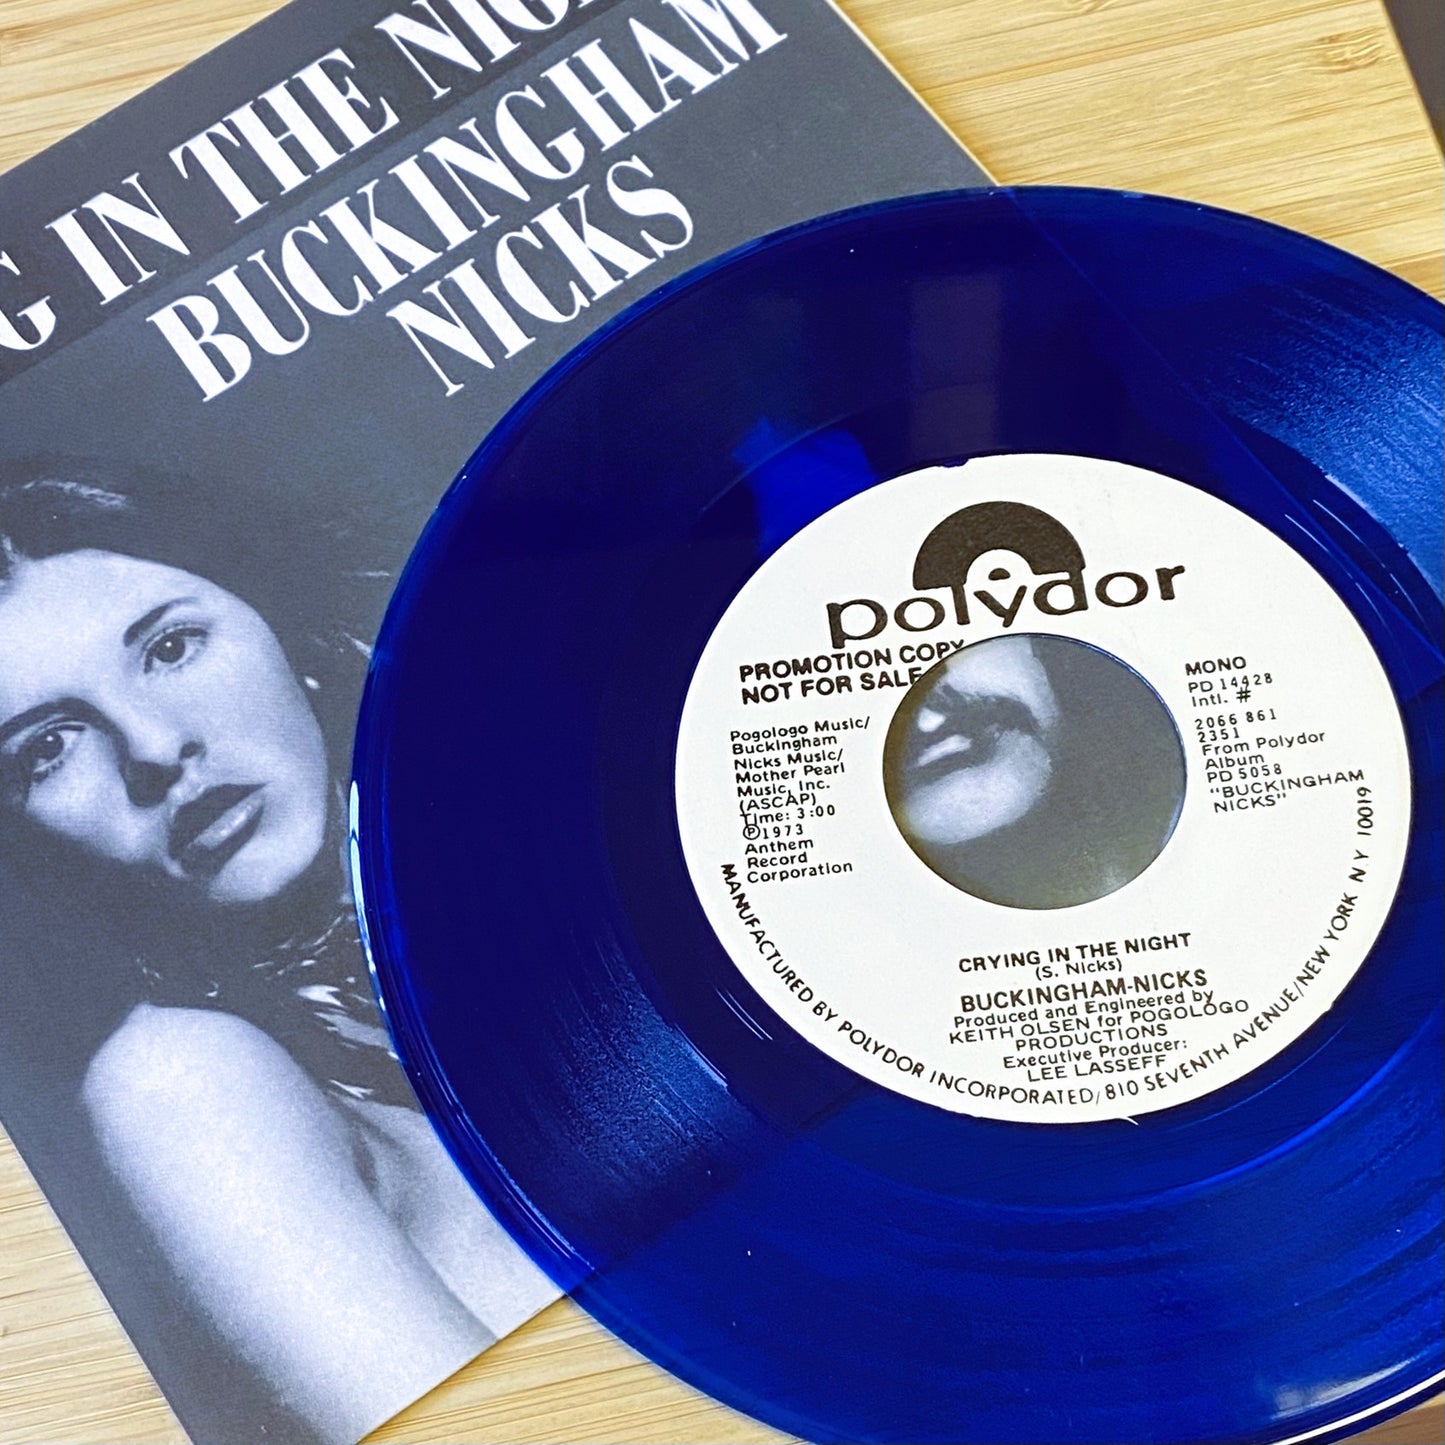 IN THE
BUCKINGHAM
NICKS
polydor
PROMOTION COPY
NOT FOR SALE
Pogologo Music/
Buckingham
Nicks Music/
Mother Pearl
Music, Inc.
(ASCAP)
Time: 3:00
Ⓟ1973
Anthem
Record
Corporation
MONO
PD 14428
Intl. #
2066 861
2351
From Polydor
Album
PD 5058
"BUCKINGHAM
NICKS"
CRYING IN THE NIGHT
(S. Nicks)
BUCKINGHAM-NICKS
Produced and Engineered by
KEITH OLSEN for POGOLOGO
PRODUCTIONS
Executive Producer:
LEE LASSEFF
MANUFACTURED BY POLYDOR INCORPORATED/810 SEVENTH AVENUE/NEW YORK N.Y 10019